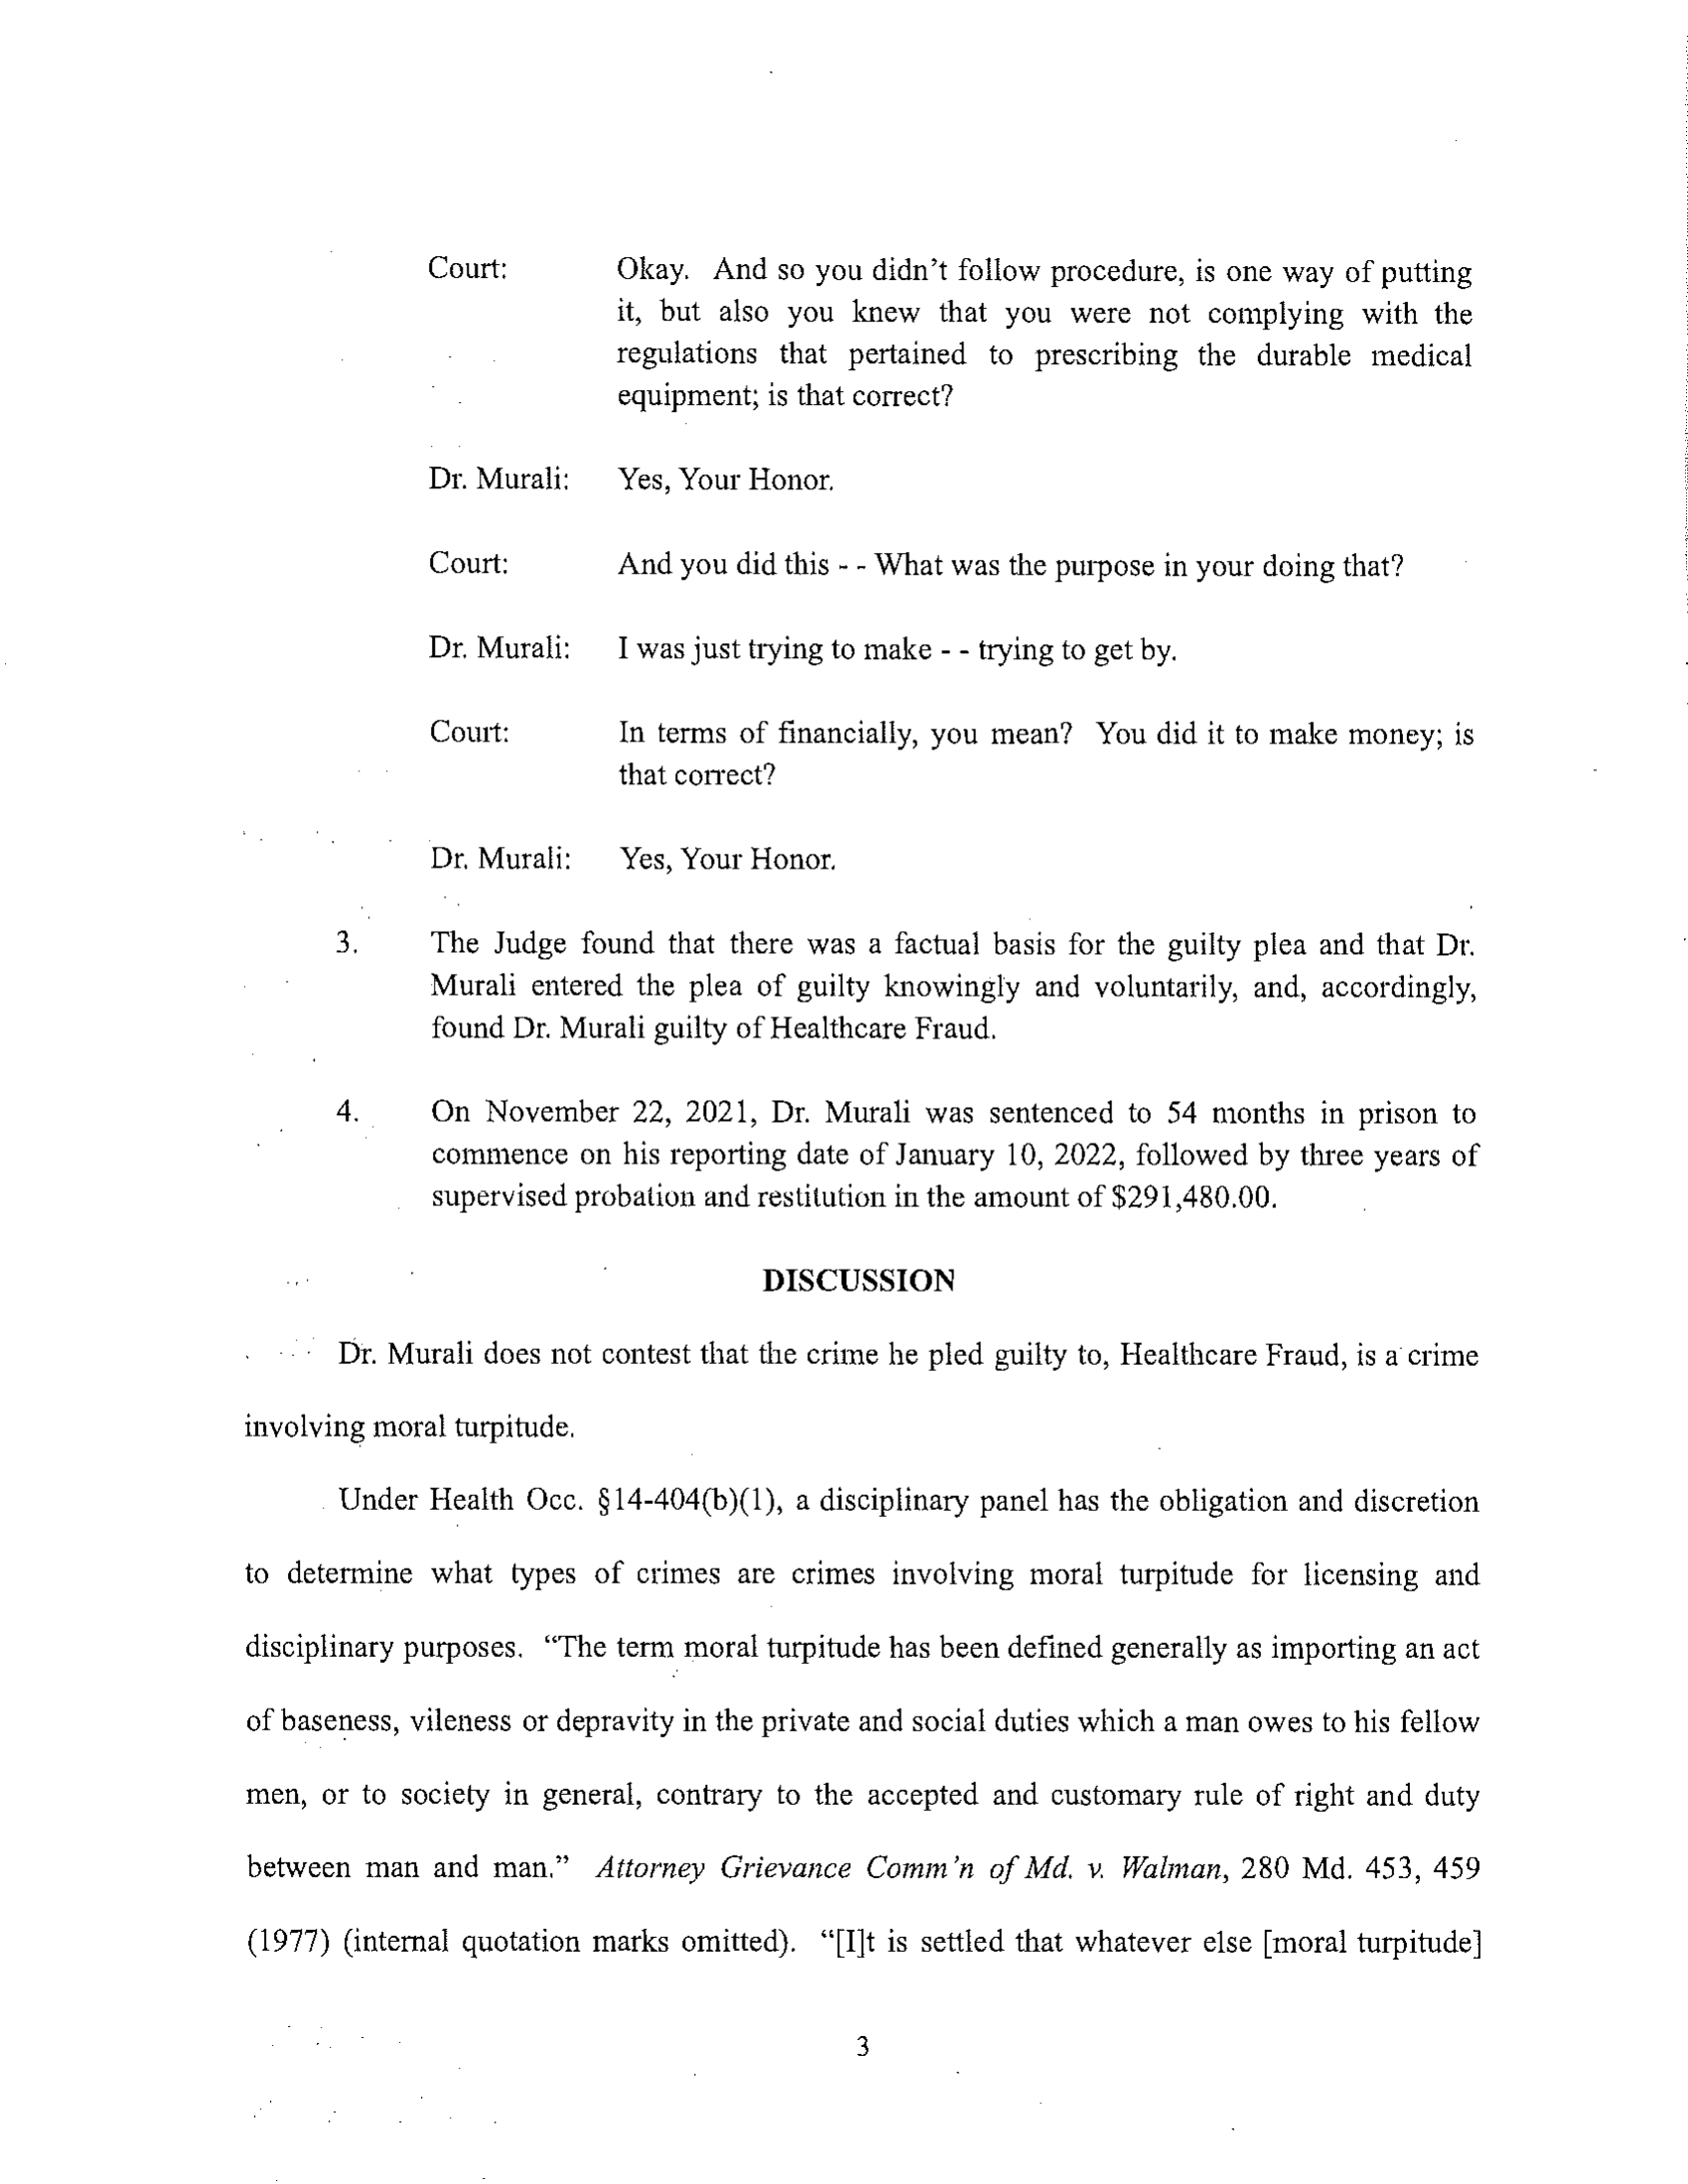 Court: Okay. And so you didn't follow procedure, is one way of putting
it, but also you knew that you were not complying with the
regulations that pertained to prescribing the durable medical
equipment; is that correct?
Dr. Murali: Yes, Your Honor.
Court: And you did this - - What was the purpose in your doing that?
Dr. Murali: I was just trying to make - - trying to get by.
Court: In terms of financially, you mean? You did it to make money; is
that correct?
Dr. Murali: Yes, Your Honor.
3. The Judge found that there was a factual basis for the guilty plea and that Dr.
Murali entered the plea of guilty knowingly and voluntarily, and, accordingly,
found Dr. Murali guilty of Healthcare Fraud.
4. On November 22, 2021, Dr. Murali was sentenced to 54 months in prison to
commence on his reporting date of January 10, 2022, followed by three years of
supervised probation and restitution in the amount of $291,480.00.
DISCUSSION
Dr. Murali does not contest that the crime he pled guilty to, Healthcare Fraud, is a crime
involving moral turpitude.
Under Health Occ. §14-404(b)(1), a disciplinary panel has the obligation and discretion
to determine what types of crimes are crimes involving moral turpitude for licensing and
disciplinary purposes. “The term moral turpitude has been defined generally as importing an act
of baseness, vileness or depravity in the private and social duties which a man owes to his fellow
men, or to society in general, contrary to the accepted and customary rule of right and duty
between man and man.” Attorney Grievance Comm'n of Md. v. Walman, 280 Md. 453, 459
(1977) (internal quotation marks omitted). “[I]t is settled that whatever else [moral turpitude]
3